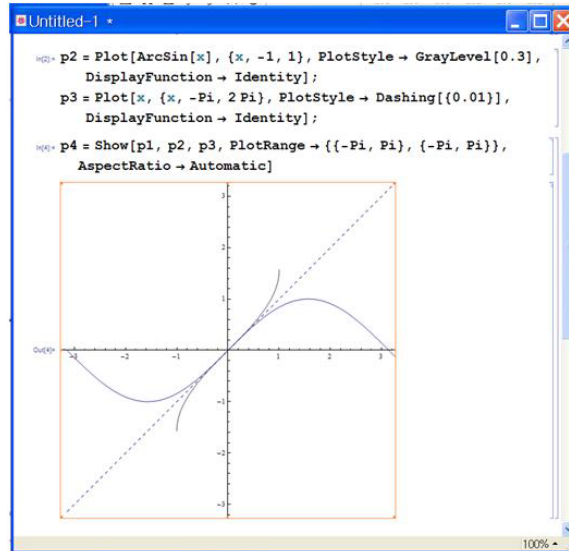 Untitled-1 *
In[2]:= p2 = Plot[ArcSin[x], {x, -1, 1}, PlotStyle → GrayLevel[0.3],
DisplayFunction → Identity];
p3 = Plot[x, {x, -Pi, 2 Pi}, PlotStyle → Dashing[{0.01}],
DisplayFunction → Identity];
In[4]:= p4 = Show[p1, p2, p3, PlotRange → {{-Pi, Pi}, {-Pi, Pi}},
AspectRatio → Automatic]
3
2
1
Out[4]= -3 -2 -1 1 2 3
-1
-2
-3
100%